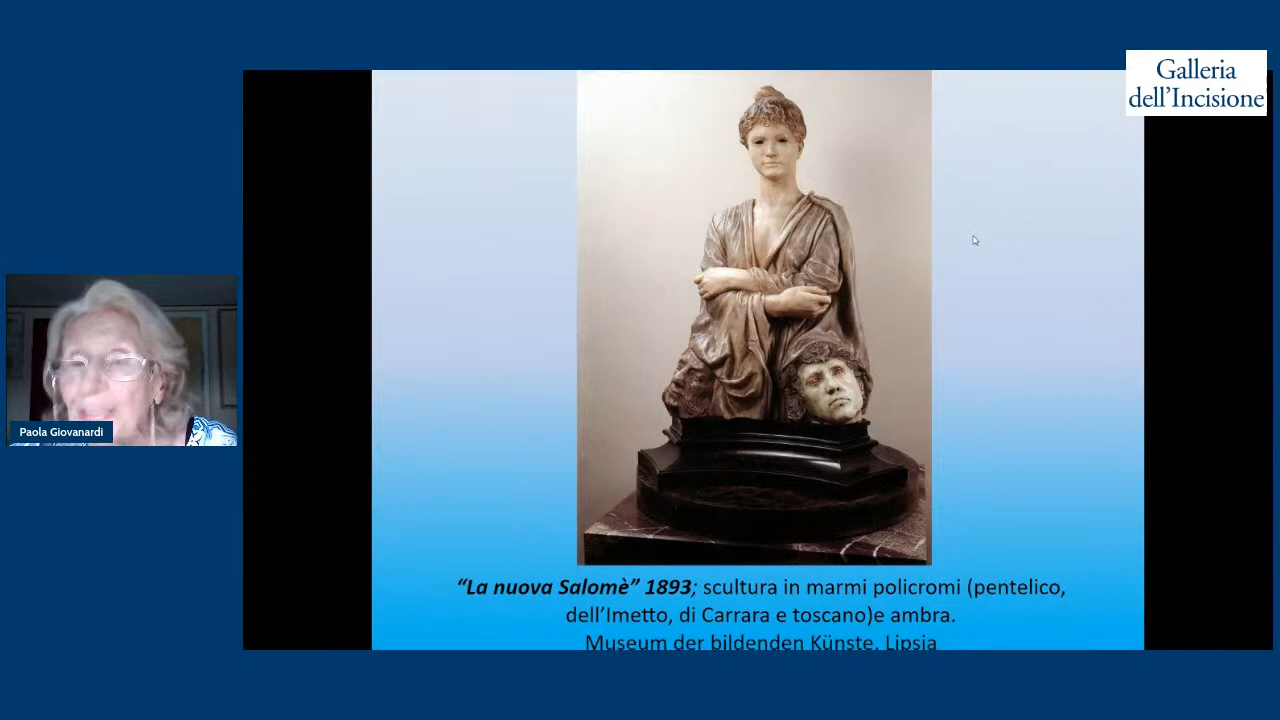 Galleria
dell'Incisione
Paola Giovanardi
“La nuova Salomè” 1893; scultura in marmi policromi (pentelico,
dell'Imetto, di Carrara e toscano)e ambra.
Museum der bildenden Künste, Lipsia